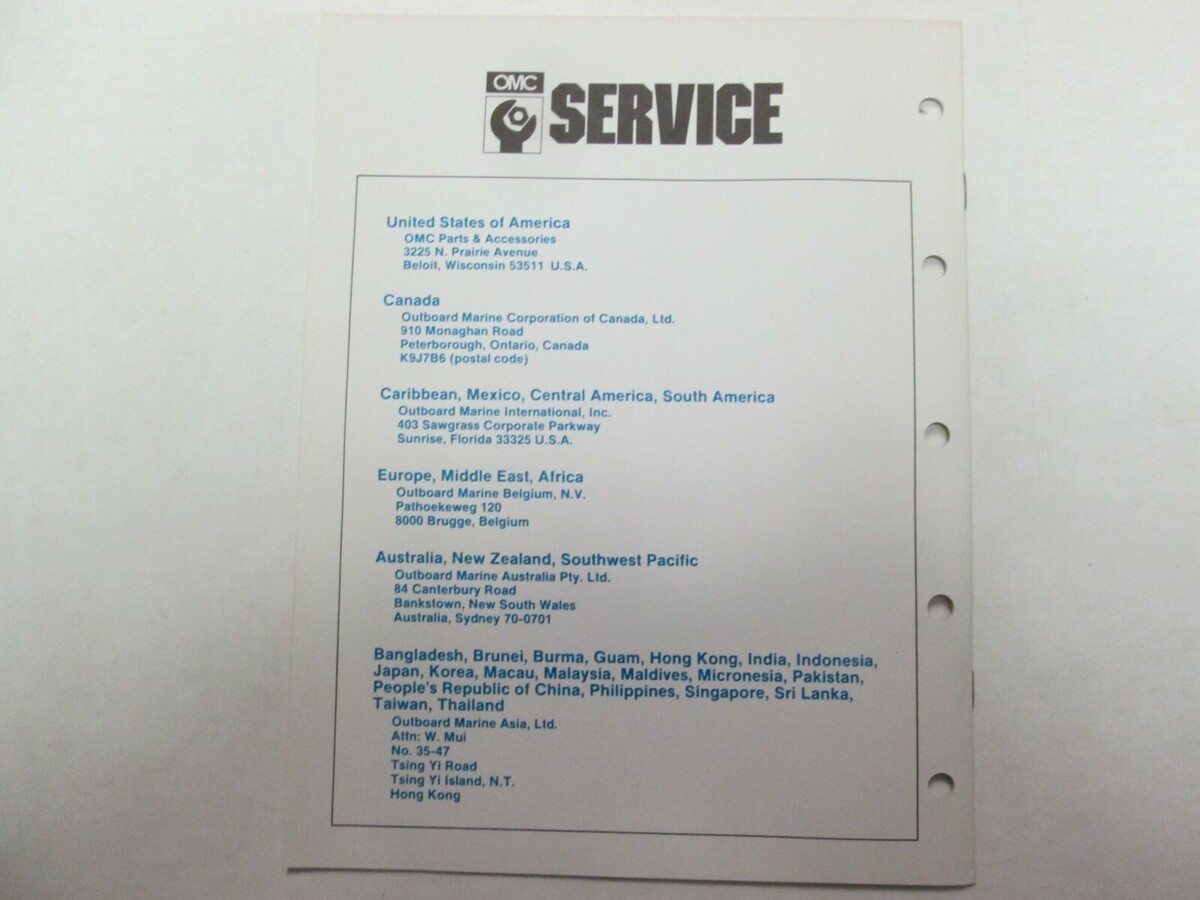 OMC
SERVICE
United States of America
OMC Parts & Accessories
3225 N. Prairie Avenue
Beloit, Wisconsin 53511 U.S.A.
Canada
Outboard Marine Corporation of Canada, Ltd.
910 Monaghan Road
Peterborough, Ontario, Canada
K9J7B6 (postal code)
Caribbean, Mexico, Central America, South America
Outboard Marine International, Inc.
403 Sawgrass Corporate Parkway
Sunrise, Florida 33325 U.S.A.
Europe, Middle East, Africa
Outboard Marine Belgium, N.V.
Pathoekeweg 120
8000 Brugge, Belgium
Australia, New Zealand, Southwest Pacific
Outboard Marine Australia Pty. Ltd.
84 Canterbury Road
Bankstown, New South Wales
Australia, Sydney 70-0701
Bangladesh, Brunei, Burma, Guam, Hong Kong, India, Indonesia,
Japan, Korea, Macau, Malaysia, Maldives, Micronesia, Pakistan,
People's Republic of China, Philippines, Singapore, Sri Lanka,
Taiwan, Thailand
Outboard Marine Asia, Ltd.
Attn: W. Mui
No. 35-47
Tsing Yi Road
Tsing Yi Island, N.T.
Hong Kong